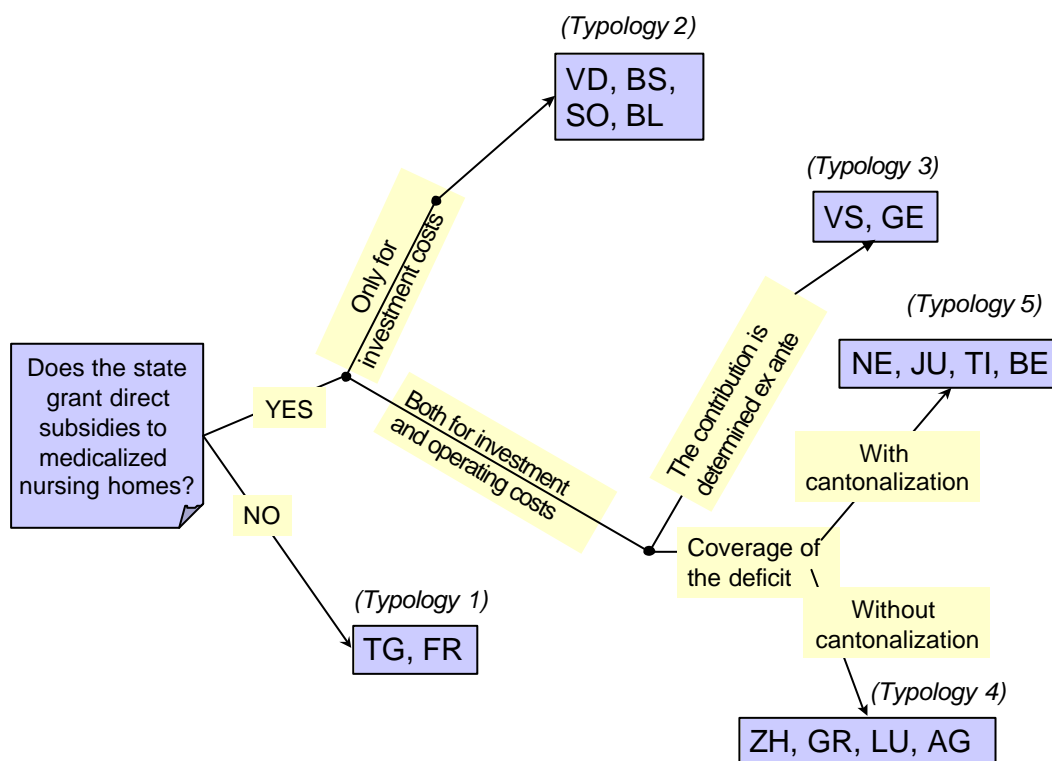 (Typology 2)
VD, BS,
SO, BL
(Typology 3)
VS, GE
Only for
investment costs
(Typology 5)
NE, JU, TI, BE
The contribution is
determined ex ante
Does the state
grant direct
subsidies to
medicalized
nursing homes?
YES
Both for investment
and operating costs
With
cantonalization
NO
Coverage of
the deficit
Without
cantonalization
(Typology 1)
TG, FR
(Typology 4)
ZH, GR, LU, AG